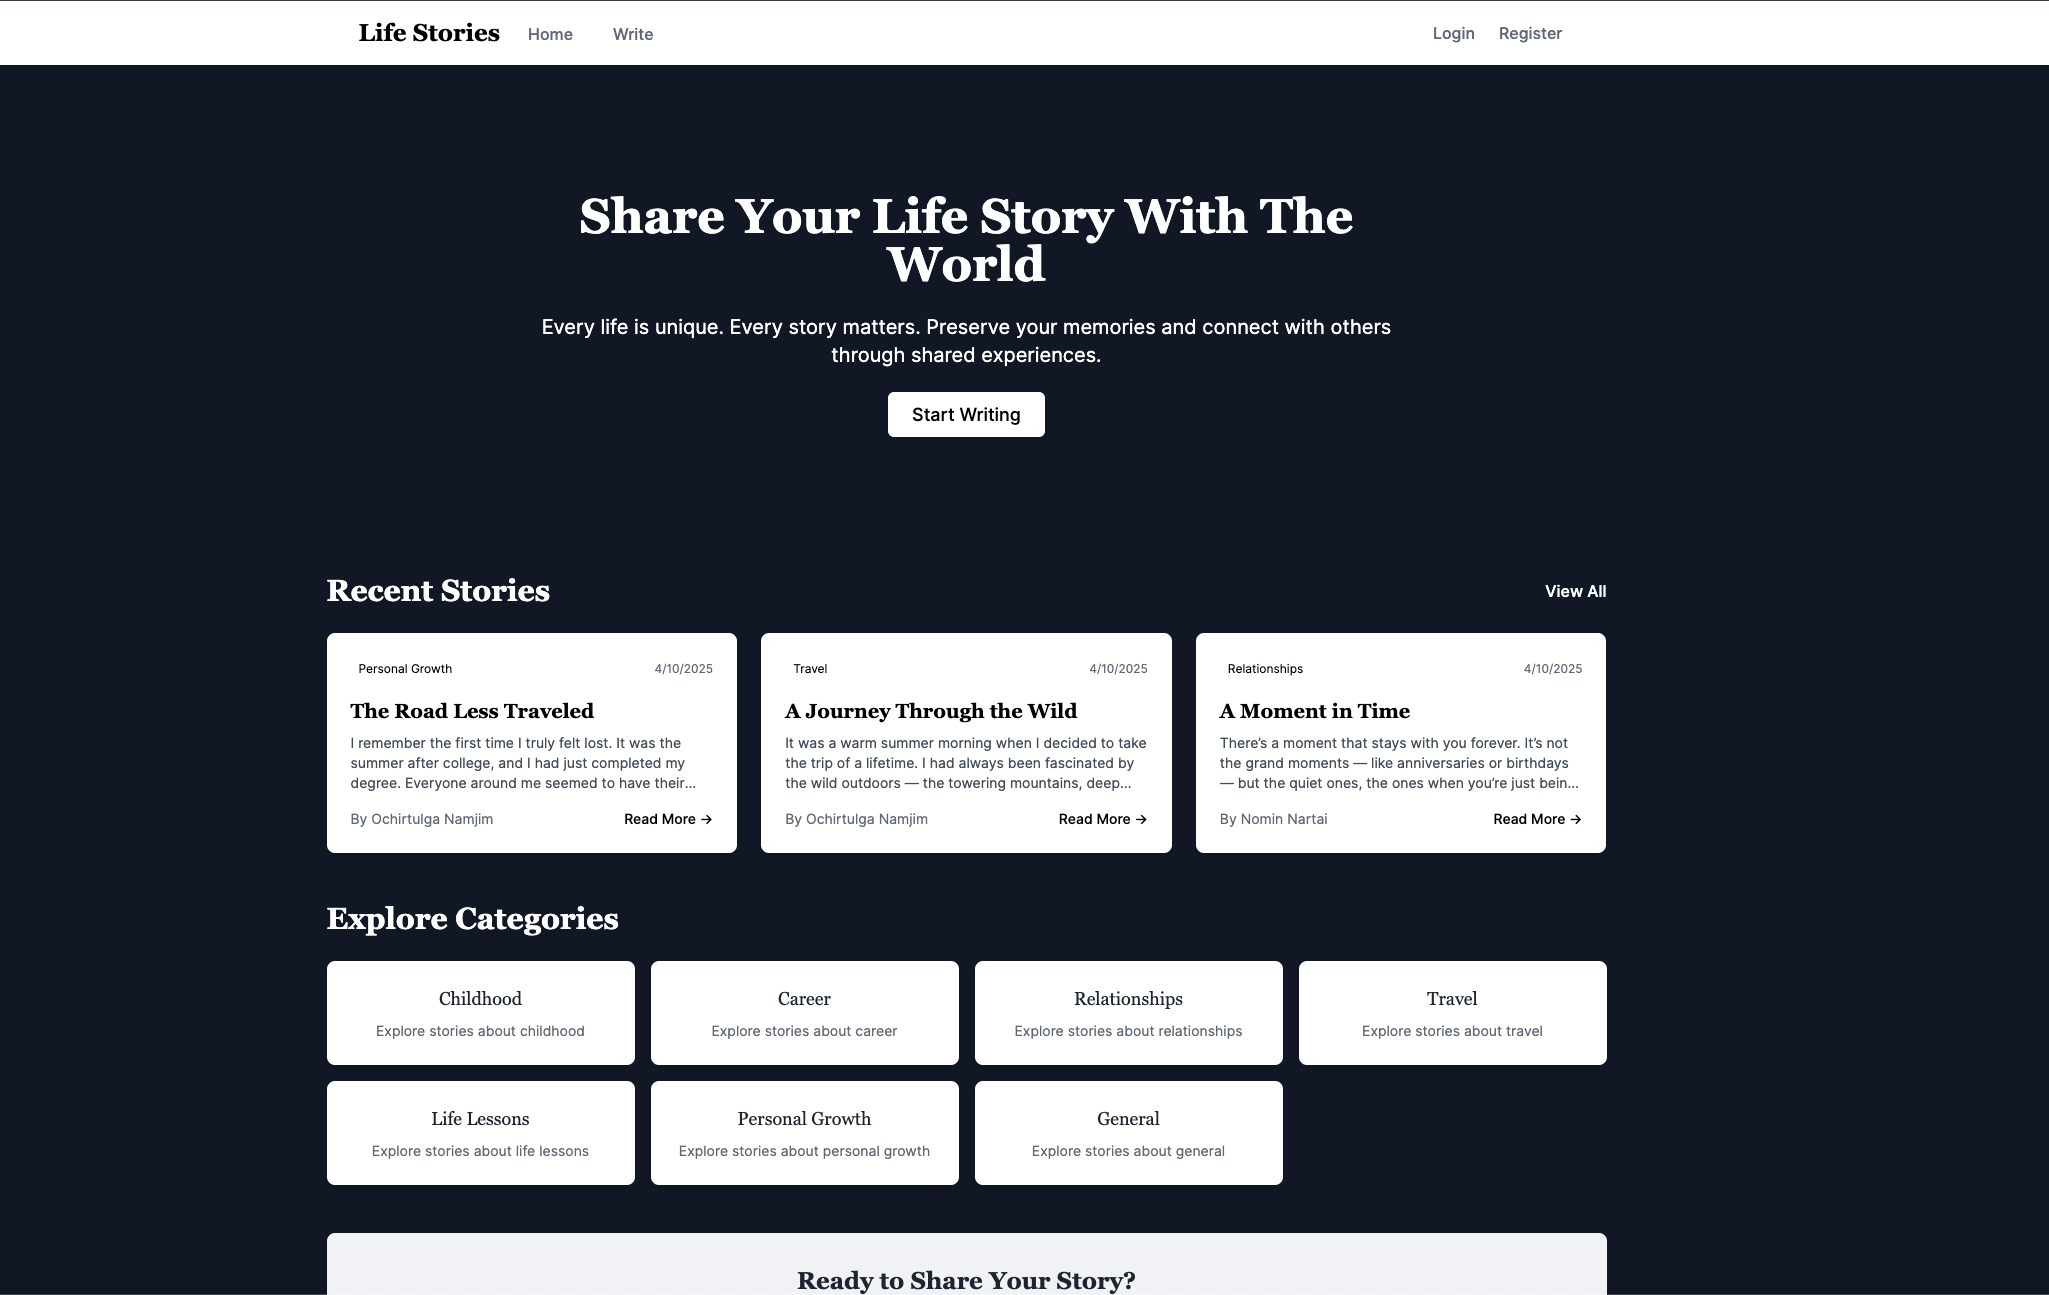 Life Stories
Home
Write
Login
Register
Share Your Life Story With The
World
Every life is unique. Every story matters. Preserve your memories and connect with others
through shared experiences.
Start Writing
Recent Stories
View All
Personal Growth
4/10/2025
The Road Less Traveled
I remember the first time I truly felt lost. It was the
summer after college, and I had just completed my
degree. Everyone around me seemed to have their...
By Ochirtulga Namjim
Read More →
Travel
4/10/2025
A Journey Through the Wild
It was a warm summer morning when I decided to take
the trip of a lifetime. I had always been fascinated by
the wild outdoors — the towering mountains, deep...
By Ochirtulga Namjim
Read More →
Relationships
4/10/2025
A Moment in Time
There’s a moment that stays with you forever. It’s not
the grand moments — like anniversaries or birthdays
— but the quiet ones, the ones when you’re just bein...
By Nomin Nartai
Read More →
Explore Categories
Childhood
Explore stories about childhood
Career
Explore stories about career
Relationships
Explore stories about relationships
Travel
Explore stories about travel
Life Lessons
Explore stories about life lessons
Personal Growth
Explore stories about personal growth
General
Explore stories about general
Ready to Share Your Story?